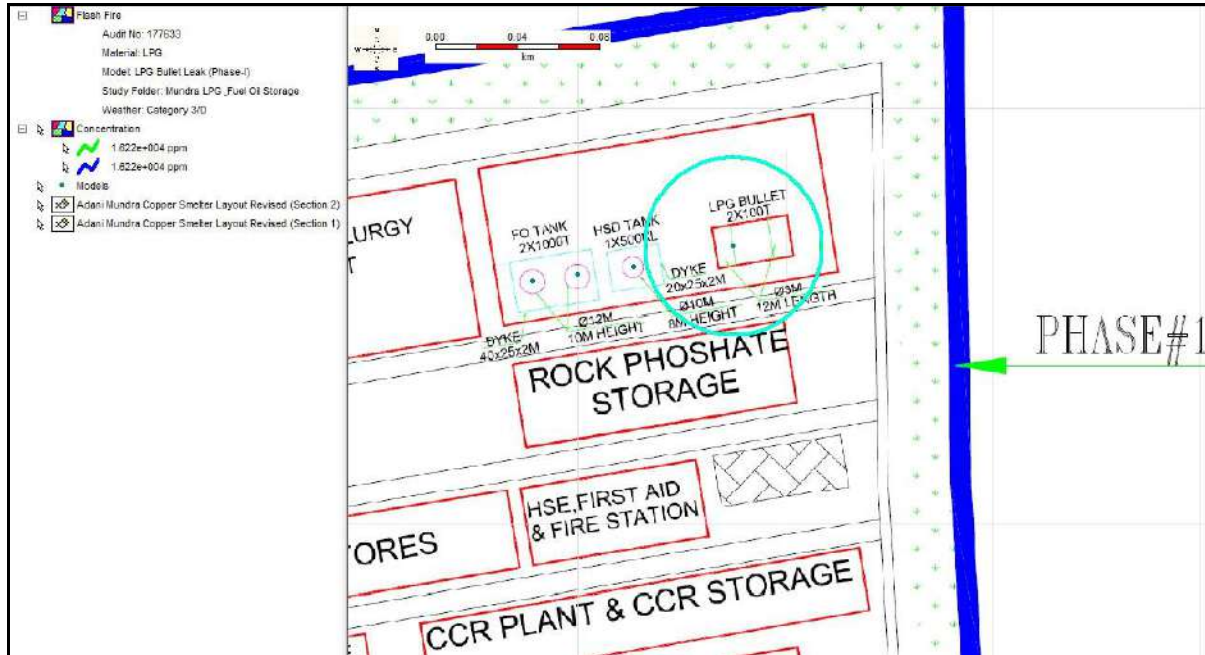 Flash Fire
Audit No: 177633
Material: LPG
Model: LPG Bullet Leak (Phase-I)
Study Folder: Mundra LPG _Fuel Oil Storage
Weather: Category 3/D
Concentration
1.622e+004 ppm
1.622e+004 ppm
Models
Adani Mundra Copper Smelter Layout Revised (Section 2)
Adani Mundra Copper Smelter Layout Revised (Section 1)
0.00 0.04 0.08
km
LURGY
T
FO TANK
2X1000T
HSD TANK
1X500KL
LPG BULLET
2X100T
DYKE
20x25x2M
DYKE
40x25x2M
Ø12M
10M HEIGHT
Ø10M
8M HEIGHT
Ø3M
12M LENGTH
ROCK PHOSHATE
STORAGE
PHASE#1
HSE,FIRST AID
& FIRE STATION
TORES
CCR PLANT & CCR STORAGE